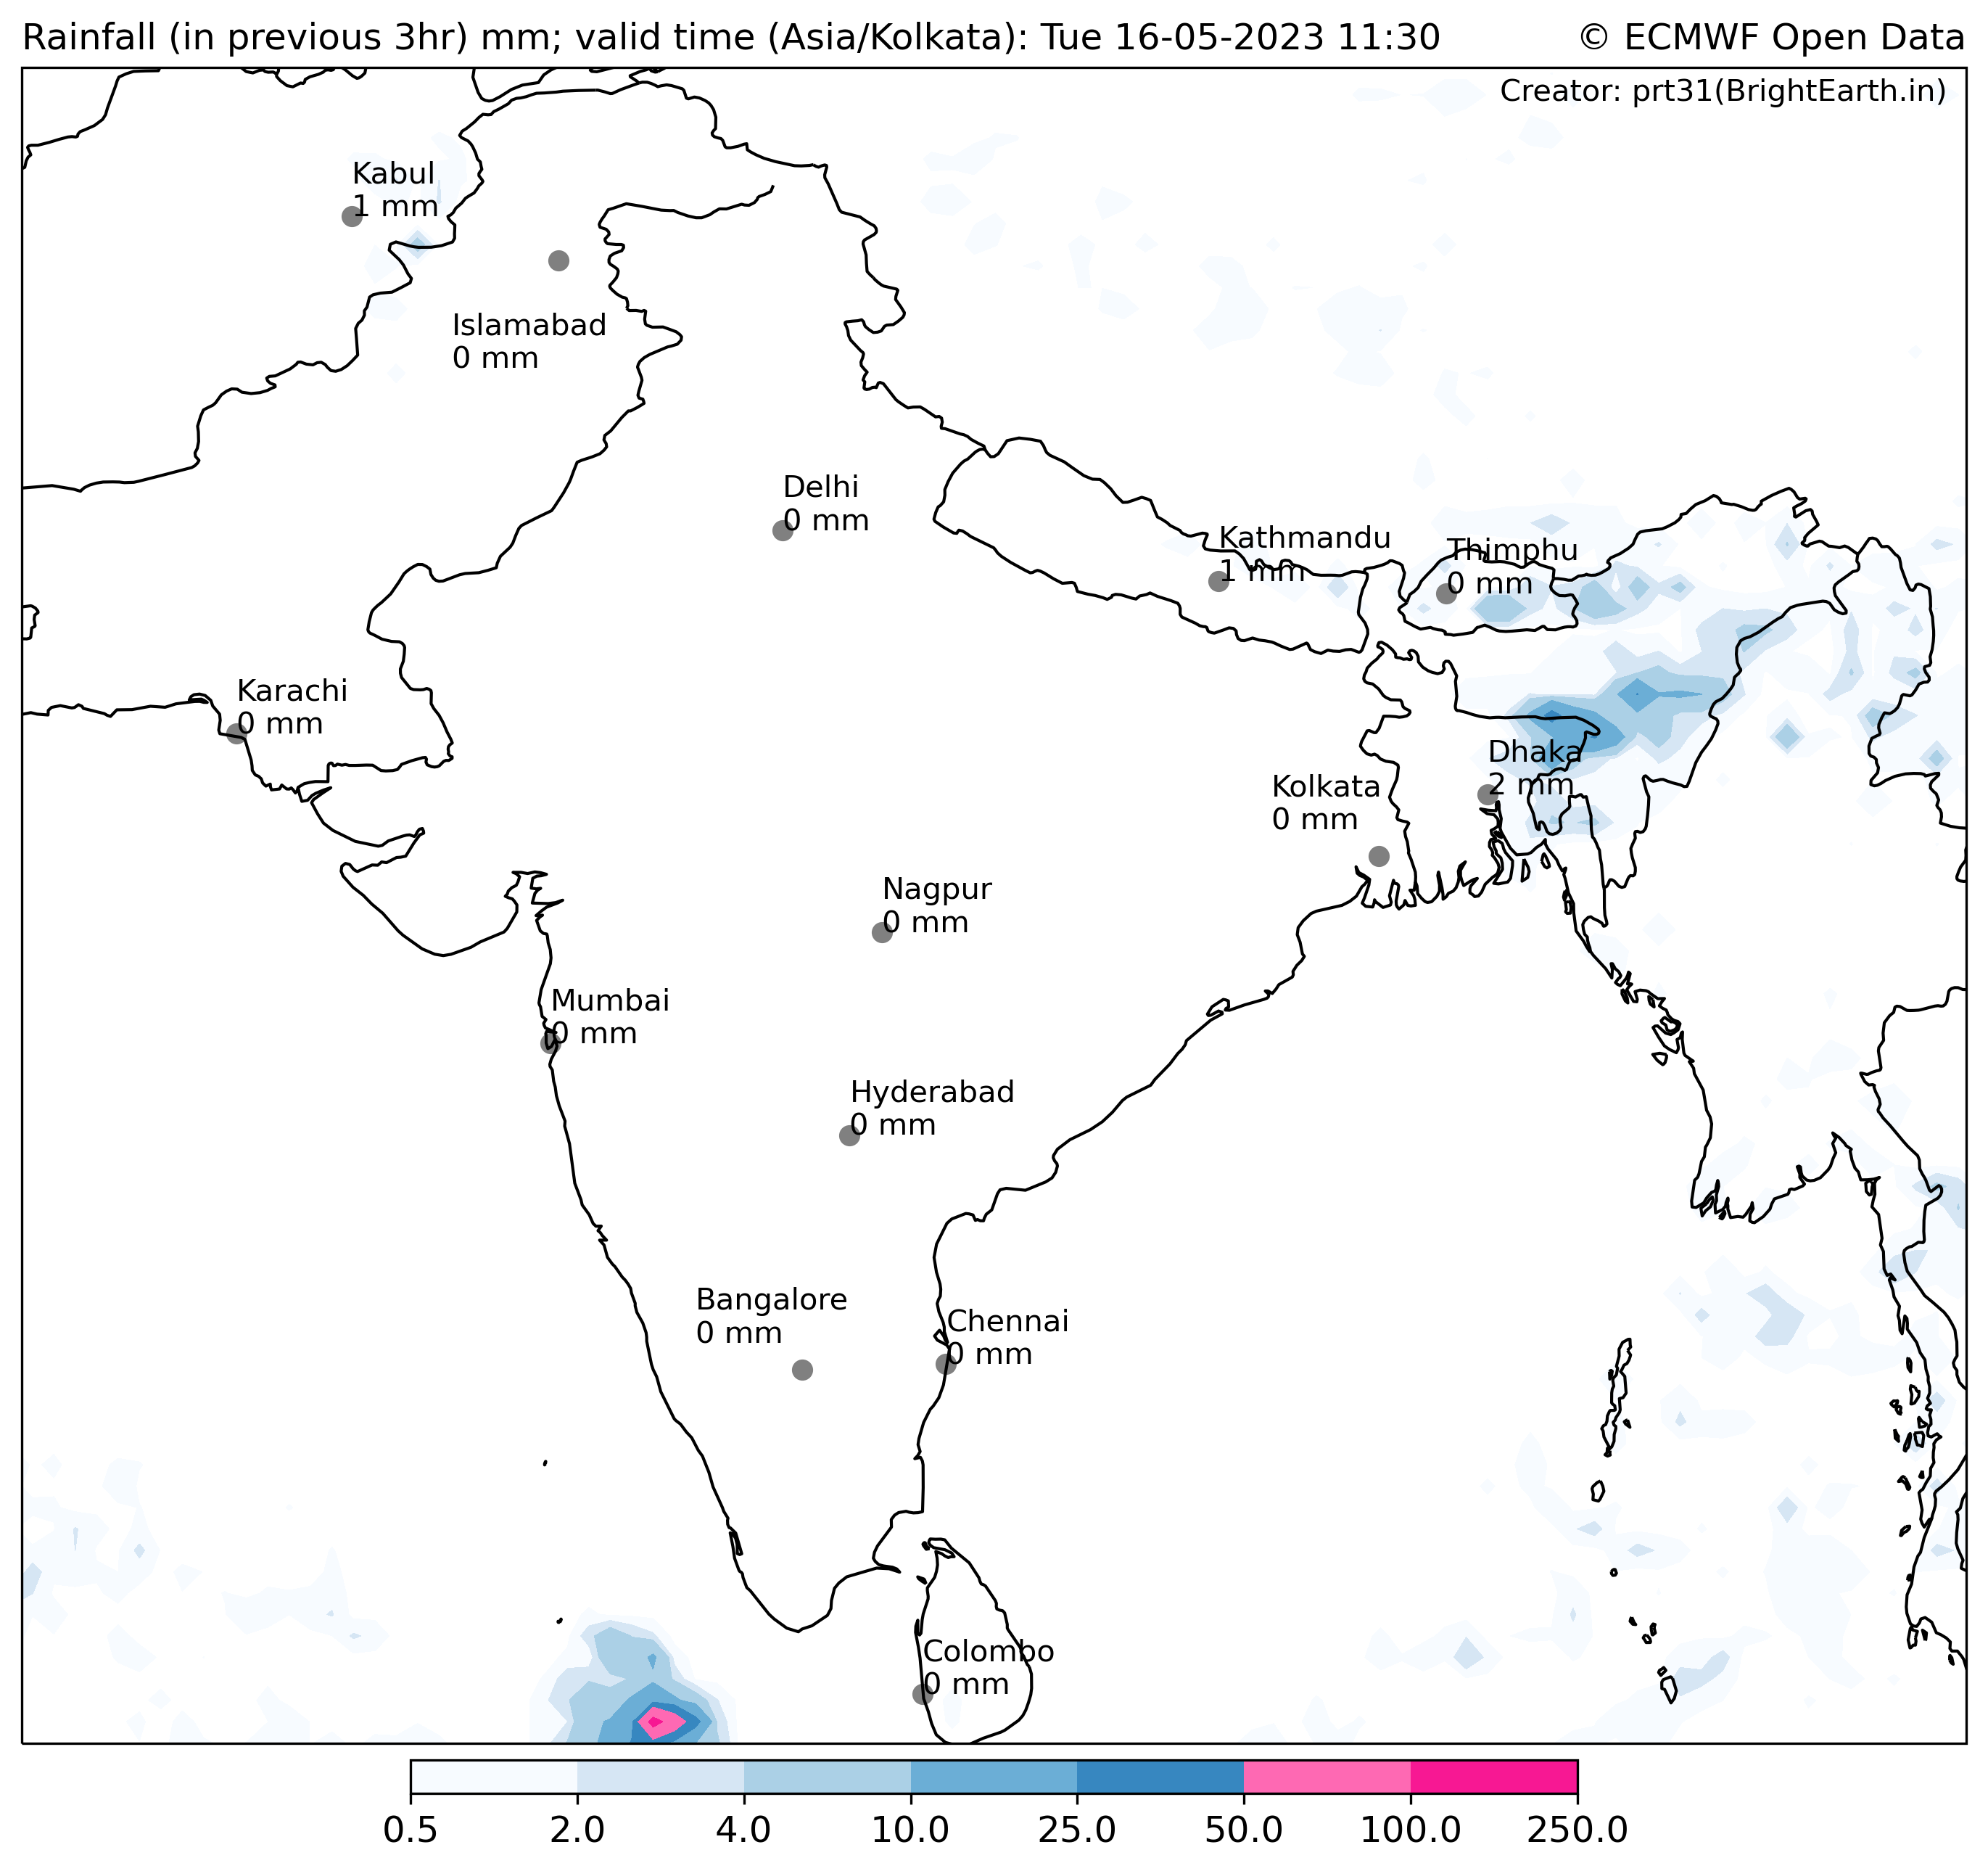 Rainfall (in previous 3hr) mm; valid time (Asia/Kolkata): Tue 16-05-2023 11:30
© ECMWF Open Data
Creator: prt31(BrightEarth.in)
Kabul
1 mm
Islamabad
0 mm
Delhi
0 mm
Kathmandu
1 mm
Thimphu
0 mm
Karachi
0 mm
Dhaka
2 mm
Kolkata
0 mm
Nagpur
0 mm
Mumbai
0 mm
Hyderabad
0 mm
Bangalore
0 mm
Chennai
0 mm
Colombo
0 mm
0.5 2.0 4.0 10.0 25.0 50.0 100.0 250.0